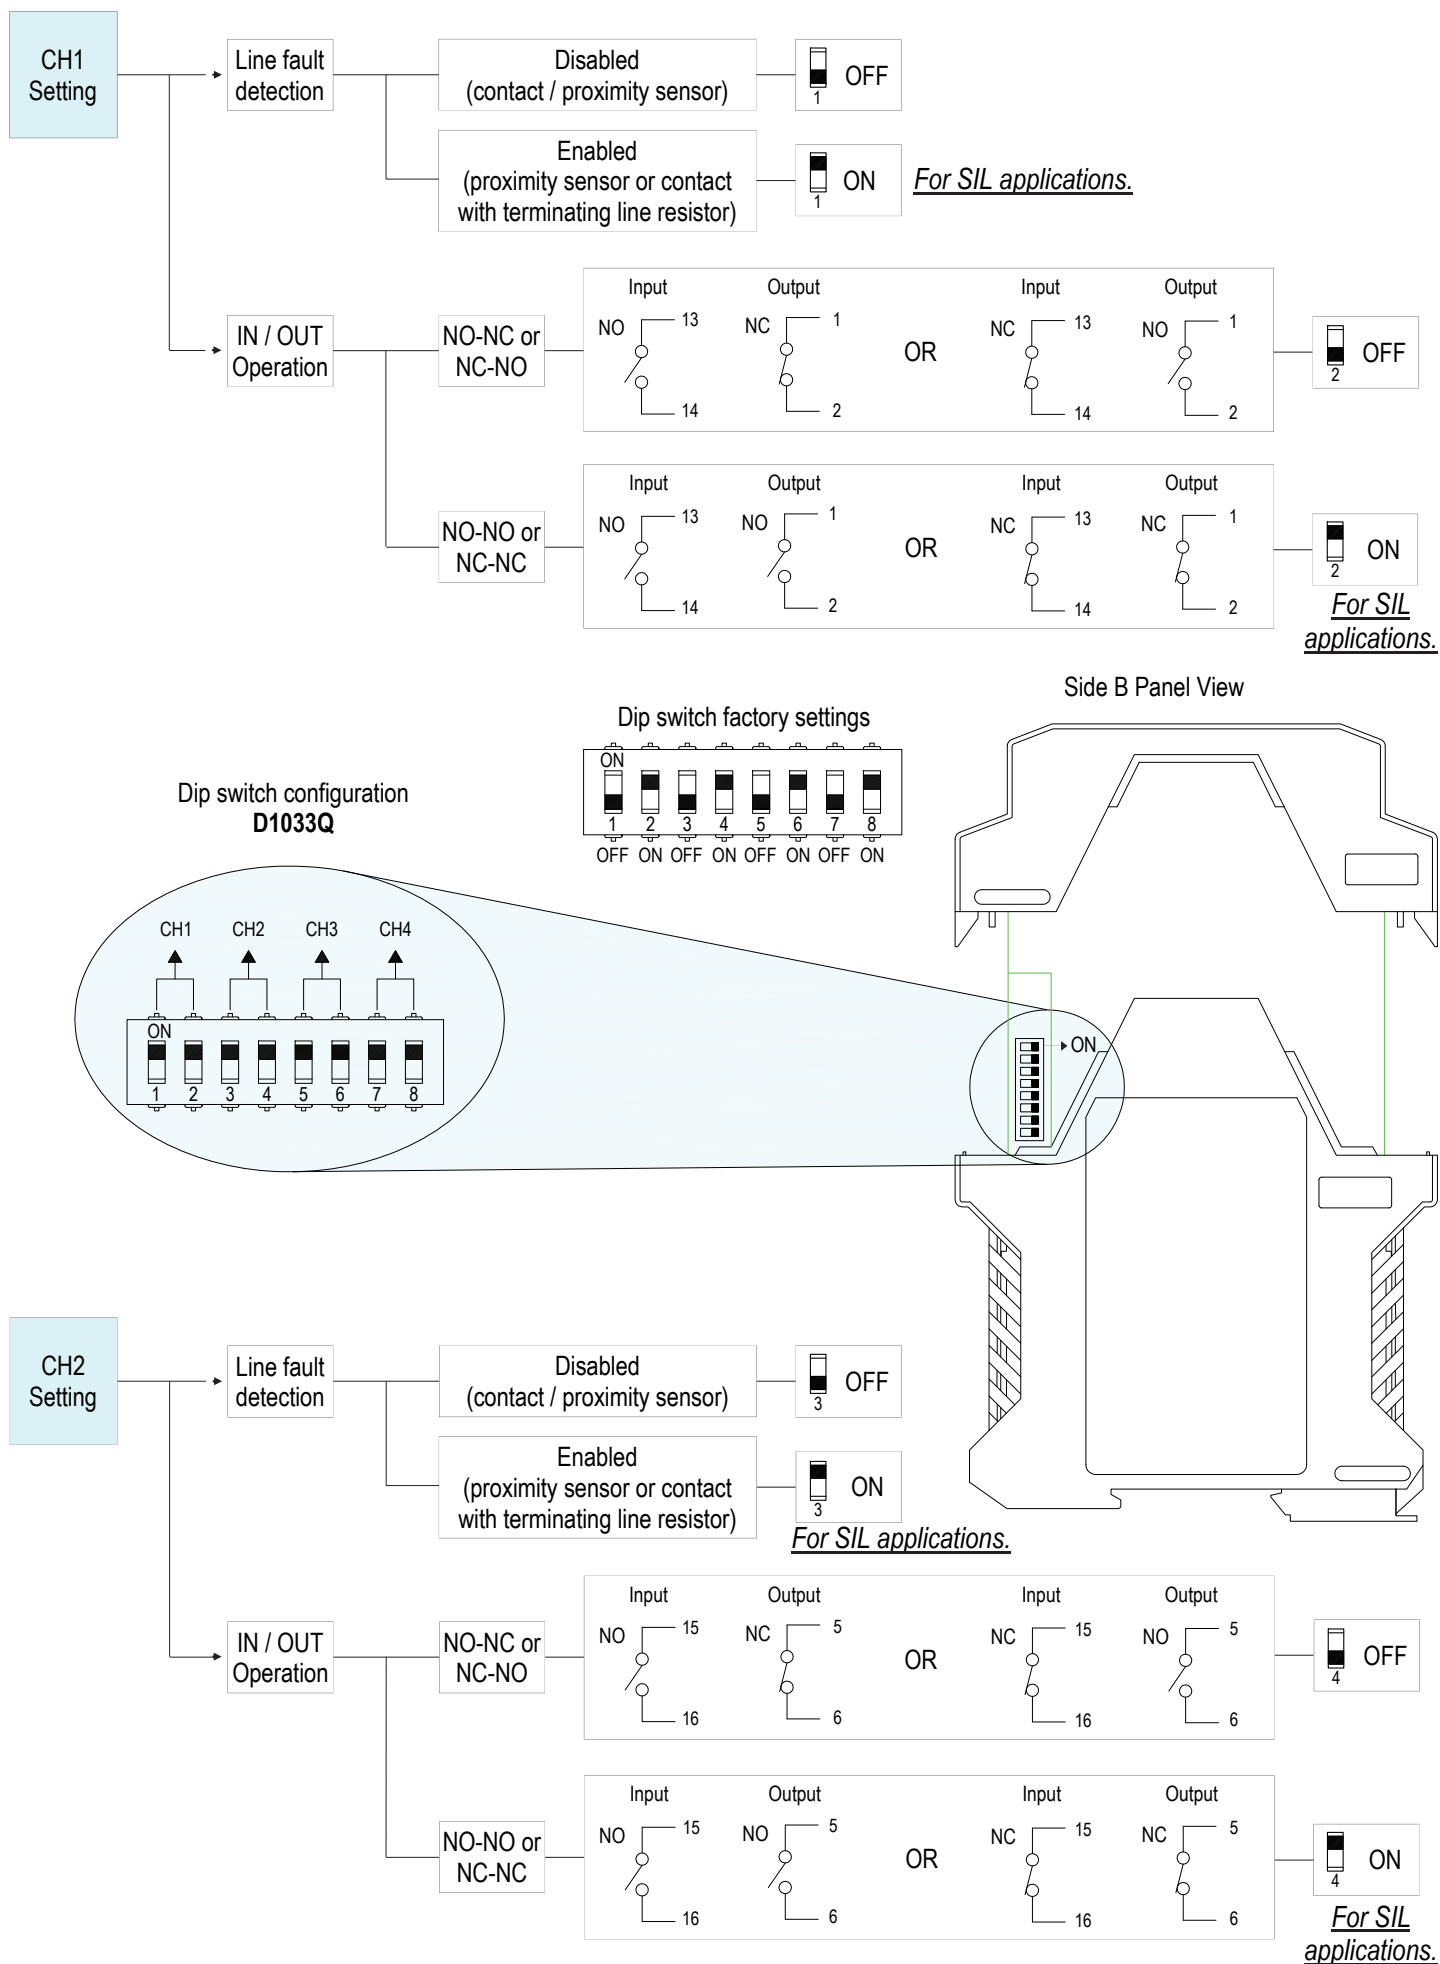 CH1
Setting
Line fault
detection
Disabled
(contact / proximity sensor)
1
OFF
Enabled
(proximity sensor or contact
with terminating line resistor)
1
ON
For SIL applications.
IN / OUT
Operation
NO-NC or
NC-NO
Input
NO
13
14
Output
NC
1
2
OR
Input
NC
13
14
Output
NO
1
2
2
OFF
NO-NO or
NC-NC
Input
NO
13
14
Output
NO
1
2
OR
Input
NC
13
14
Output
NC
1
2
2
ON
For SIL
applications.
Side B Panel View
Dip switch factory settings
ON
1 2 3 4 5 6 7 8
OFF ON OFF ON OFF ON OFF ON
Dip switch configuration
D1033Q
CH1 CH2 CH3 CH4
ON
1 2 3 4 5 6 7 8
ON
CH2
Setting
Line fault
detection
Disabled
(contact / proximity sensor)
3
OFF
Enabled
(proximity sensor or contact
with terminating line resistor)
3
ON
For SIL applications.
IN / OUT
Operation
NO-NC or
NC-NO
Input
NO
15
16
Output
NC
5
6
OR
Input
NC
15
16
Output
NO
5
6
4
OFF
NO-NO or
NC-NC
Input
NO
15
16
Output
NO
5
6
OR
Input
NC
15
16
Output
NC
5
6
4
ON
For SIL
applications.